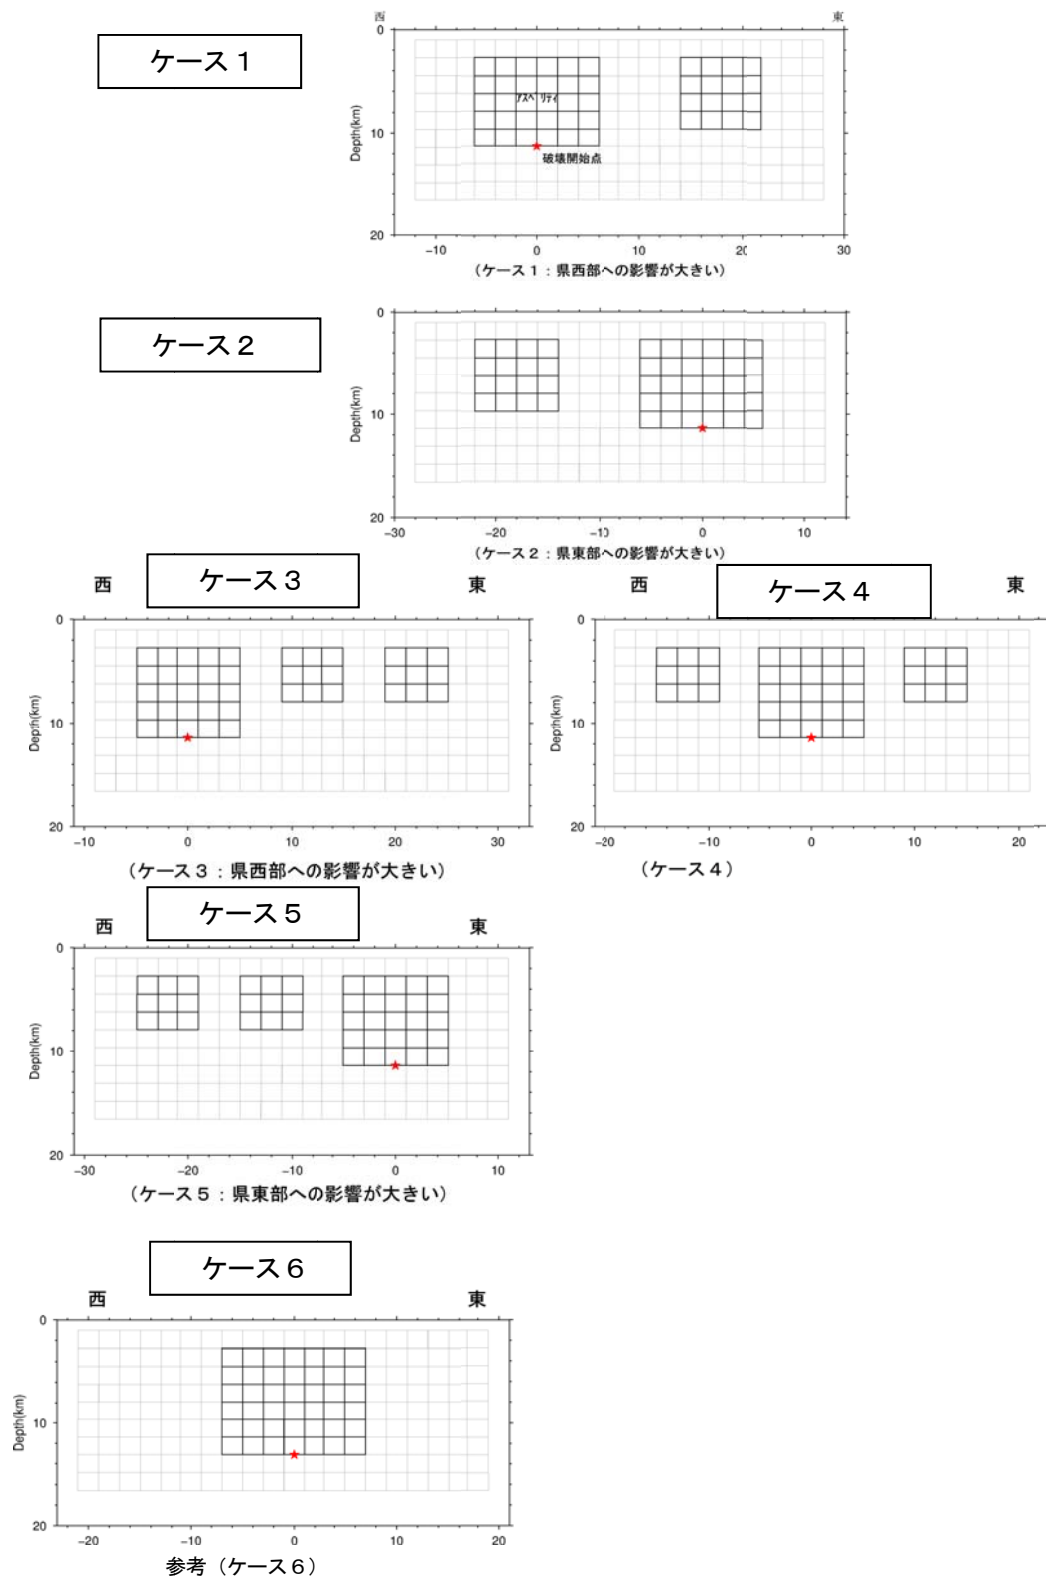 西 東
ケース１
0
アスペリティ
Depth(km)
10
破壊開始点
20
−10 0 10 20 30
（ケース１：県西部への影響が大きい）
0
ケース２
Depth(km)
10
20
−30 −20 −10 0 10
（ケース２：県東部への影響が大きい）
西 ケース３ 東
0
Depth(km)
10
20
−10 0 10 20 30
（ケース３：県西部への影響が大きい）
西 ケース４ 東
0
Depth(km)
10
20
−20 −10 0 10 20
（ケース４）
西 ケース５ 東
0
Depth(km)
10
20
−30 −20 −10 0 10
（ケース５：県東部への影響が大きい）
ケース６
西 東
0
Depth(km)
10
20
−20 −10 0 10 20
参考（ケース６）